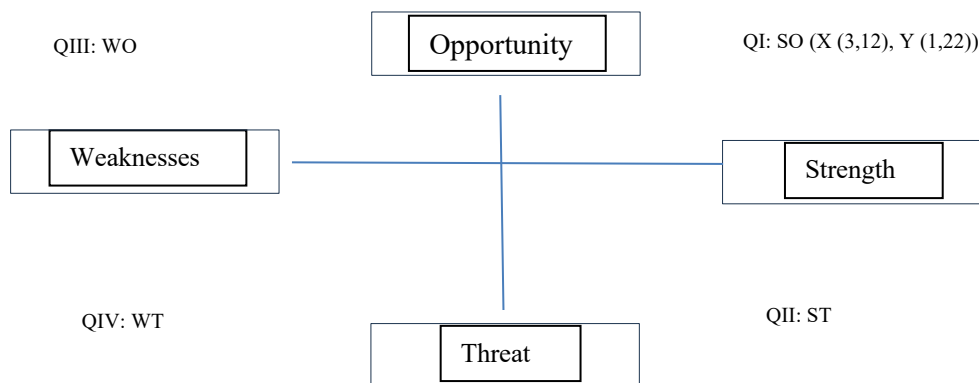 QIII: WO
Opportunity
QI: SO (X (3,12), Y (1,22))
Weaknesses
Strength
QIV: WT
Threat
QII: ST